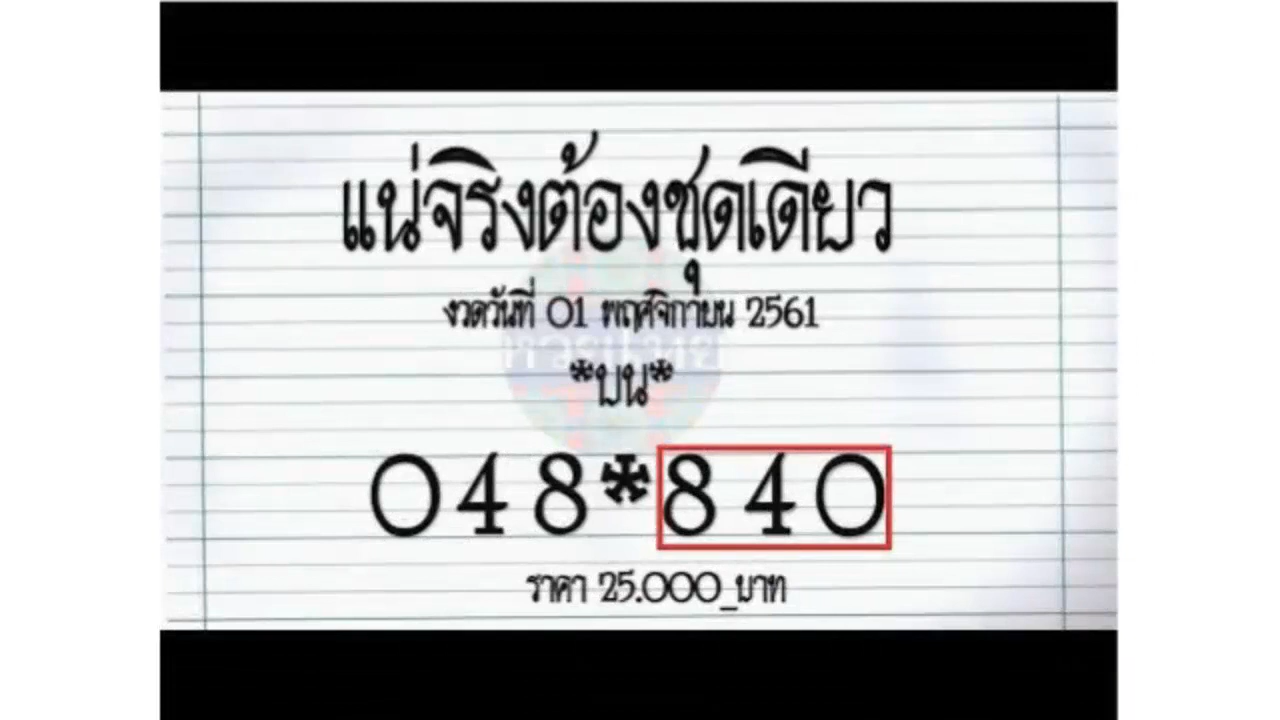 แน่จริงต้องชุดเดียว
งวดวันที่ 01 พฤศจิกายน 2561
*บน*
048*840
ราคา 25.000_บาท